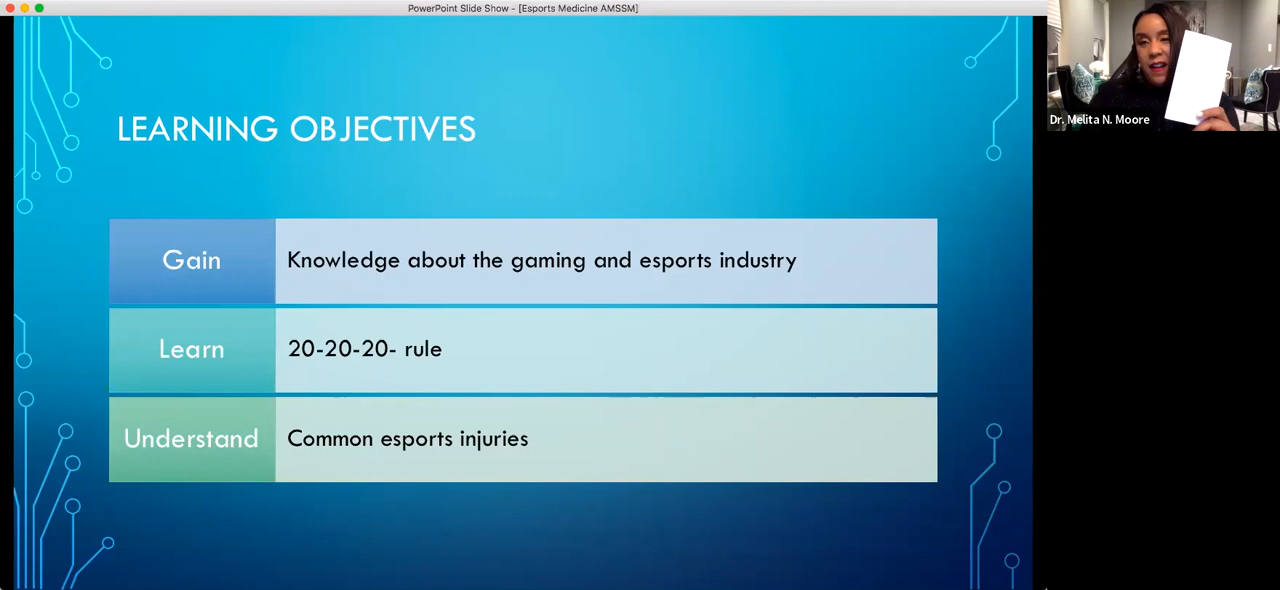 PowerPoint Slide Show - [Esports Medicine AMSSM]
LEARNING OBJECTIVES
Gain
Knowledge about the gaming and esports industry
Learn
20-20-20- rule
Understand
Common esports injuries
Dr. Melita N. Moore